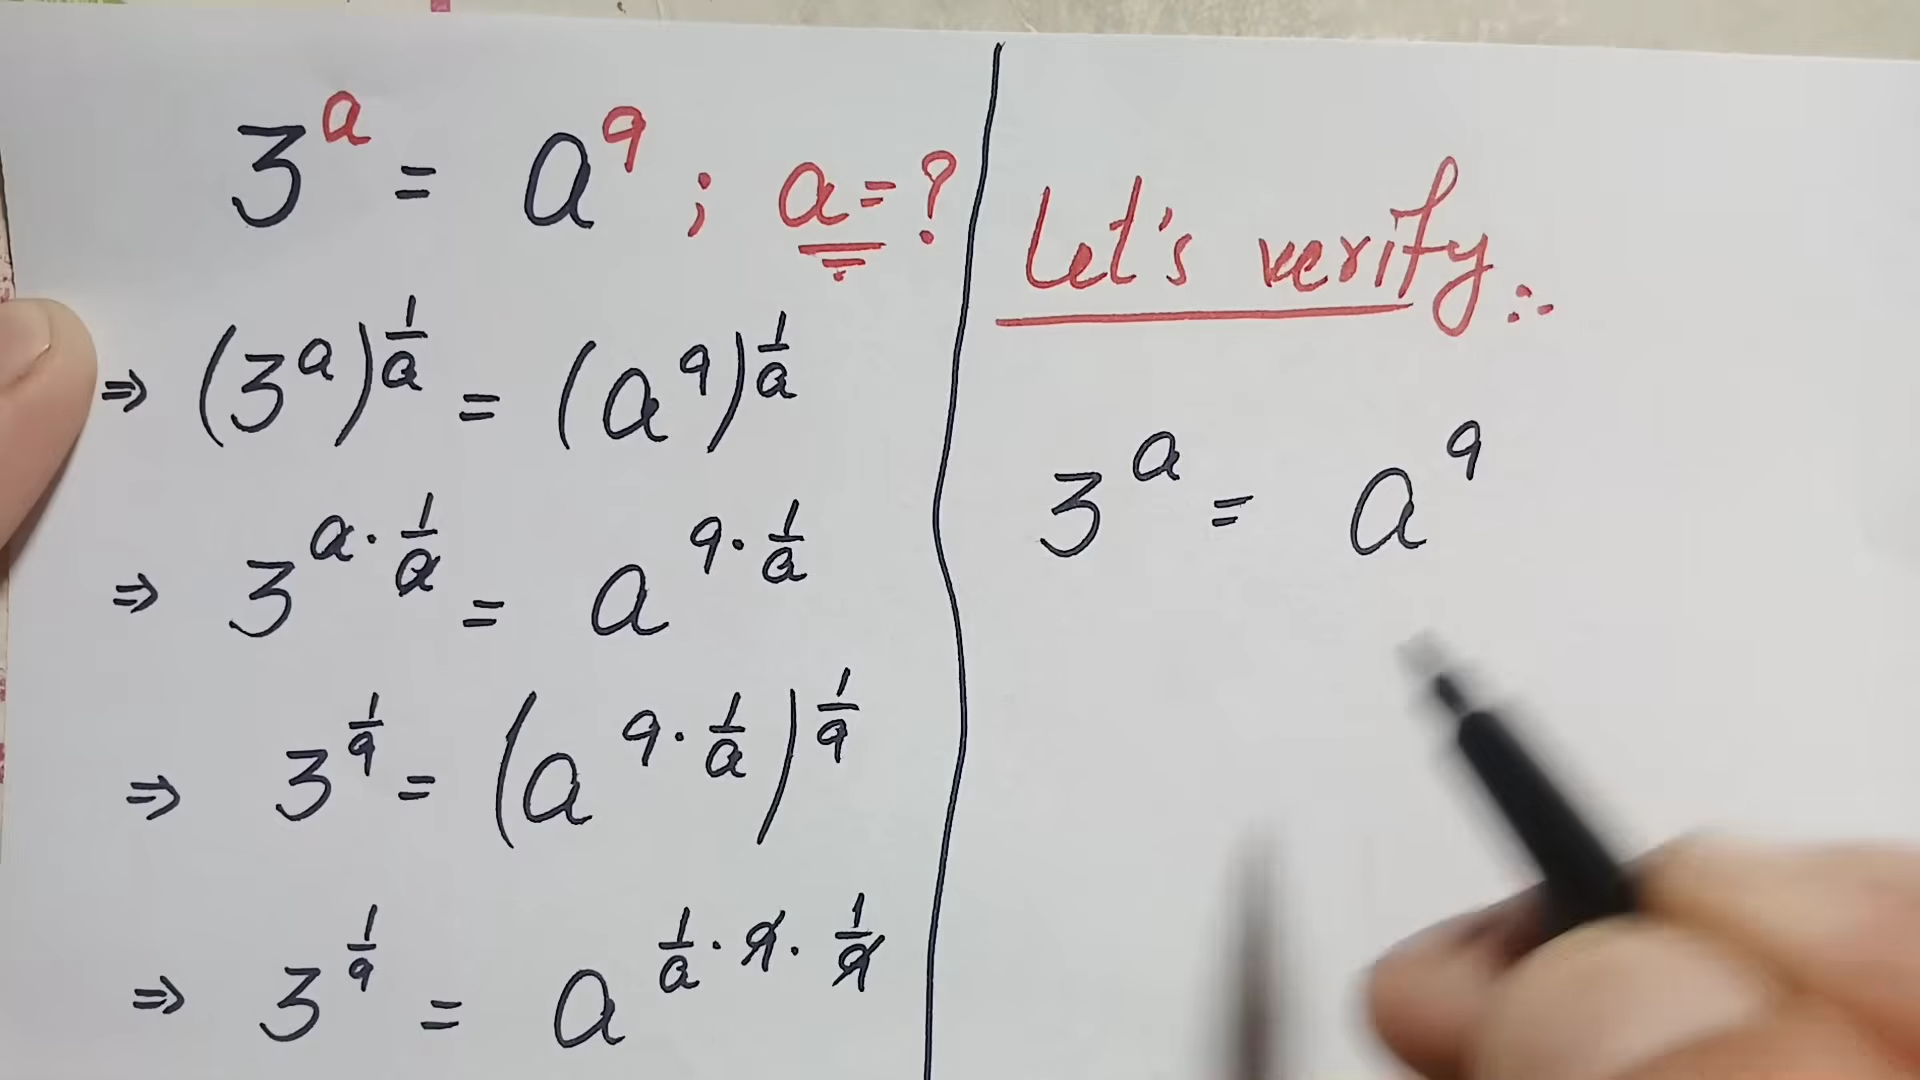 3^a = a^9 ; a = ?
⇒ (3^a)^(1/a) = (a^9)^(1/a)
⇒ 3^(a · 1/a) = a^(9 · 1/a)
⇒ 3^(1/9) = (a^(9 · 1/a))^(1/9)
⇒ 3^(1/9) = a^(1/a · 9 · 1/9)
Let's verify :-
3^a = a^9